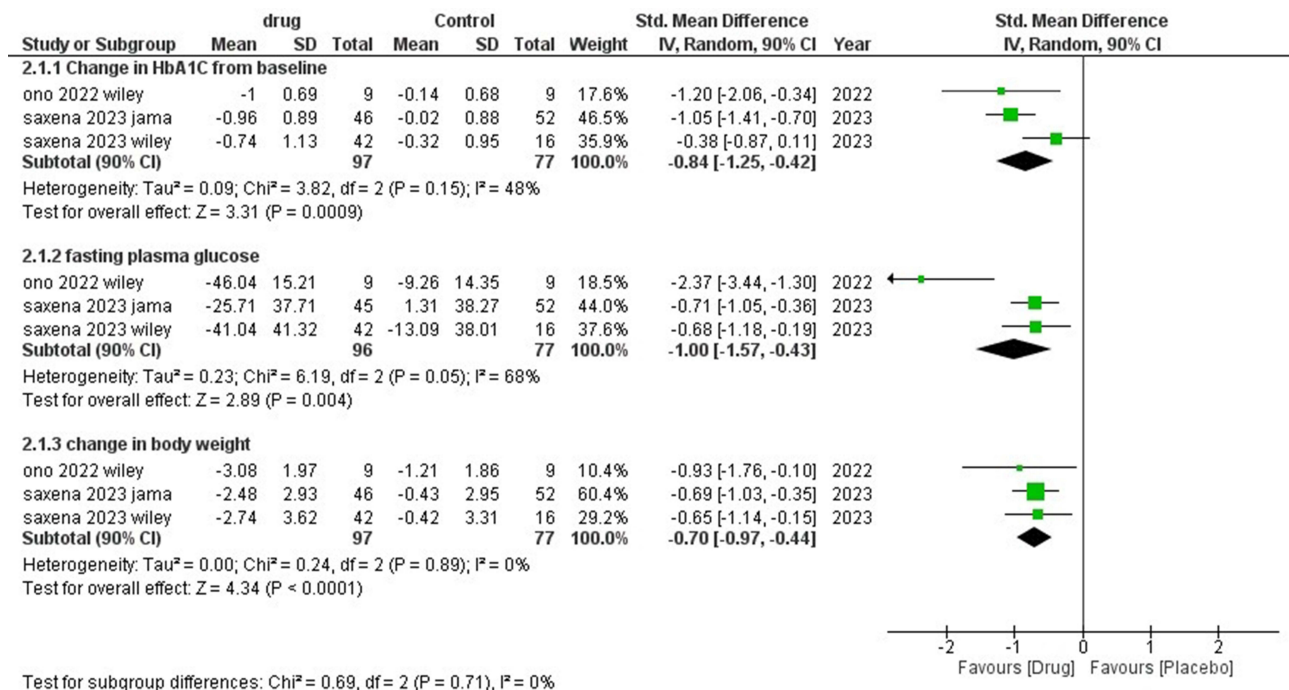 drug Control Std. Mean Difference Std. Mean Difference
Study or Subgroup Mean SD Total Mean SD Total Weight IV, Random, 90% CI Year IV, Random, 90% CI
2.1.1 Change in HbA1C from baseline
ono 2022 wiley -1 0.69 9 -0.14 0.68 9 17.6% -1.20 [-2.06, -0.34] 2022
saxena 2023 jama -0.96 0.89 46 -0.02 0.88 52 46.5% -1.05 [-1.41, -0.70] 2023
saxena 2023 wiley -0.74 1.13 42 -0.32 0.95 16 35.9% -0.38 [-0.87, 0.11] 2023
Subtotal (90% CI) 97 77 100.0% -0.84 [-1.25, -0.42]
Heterogeneity: Tau² = 0.09; Chi² = 3.82, df = 2 (P = 0.15); I² = 48%
Test for overall effect: Z = 3.31 (P = 0.0009)
2.1.2 fasting plasma glucose
ono 2022 wiley -46.04 15.21 9 -9.26 14.35 9 18.5% -2.37 [-3.44, -1.30] 2022
saxena 2023 jama -25.71 37.71 45 1.31 38.27 52 44.0% -0.71 [-1.05, -0.36] 2023
saxena 2023 wiley -41.04 41.32 42 -13.09 38.01 16 37.6% -0.68 [-1.18, -0.19] 2023
Subtotal (90% CI) 96 77 100.0% -1.00 [-1.57, -0.43]
Heterogeneity: Tau² = 0.23; Chi² = 6.19, df = 2 (P = 0.05); I² = 68%
Test for overall effect: Z = 2.89 (P = 0.004)
2.1.3 change in body weight
ono 2022 wiley -3.08 1.97 9 -1.21 1.86 9 10.4% -0.93 [-1.76, -0.10] 2022
saxena 2023 jama -2.48 2.93 46 -0.43 2.95 52 60.4% -0.69 [-1.03, -0.35] 2023
saxena 2023 wiley -2.74 3.62 42 -0.42 3.31 16 29.2% -0.65 [-1.14, -0.15] 2023
Subtotal (90% CI) 97 77 100.0% -0.70 [-0.97, -0.44]
Heterogeneity: Tau² = 0.00; Chi² = 0.24, df = 2 (P = 0.89); I² = 0%
Test for overall effect: Z = 4.34 (P < 0.0001)
-2 -1 0 1 2
Favours [Drug] Favours [Placebo]
Test for subgroup differences: Chi² = 0.69, df = 2 (P = 0.71), I² = 0%